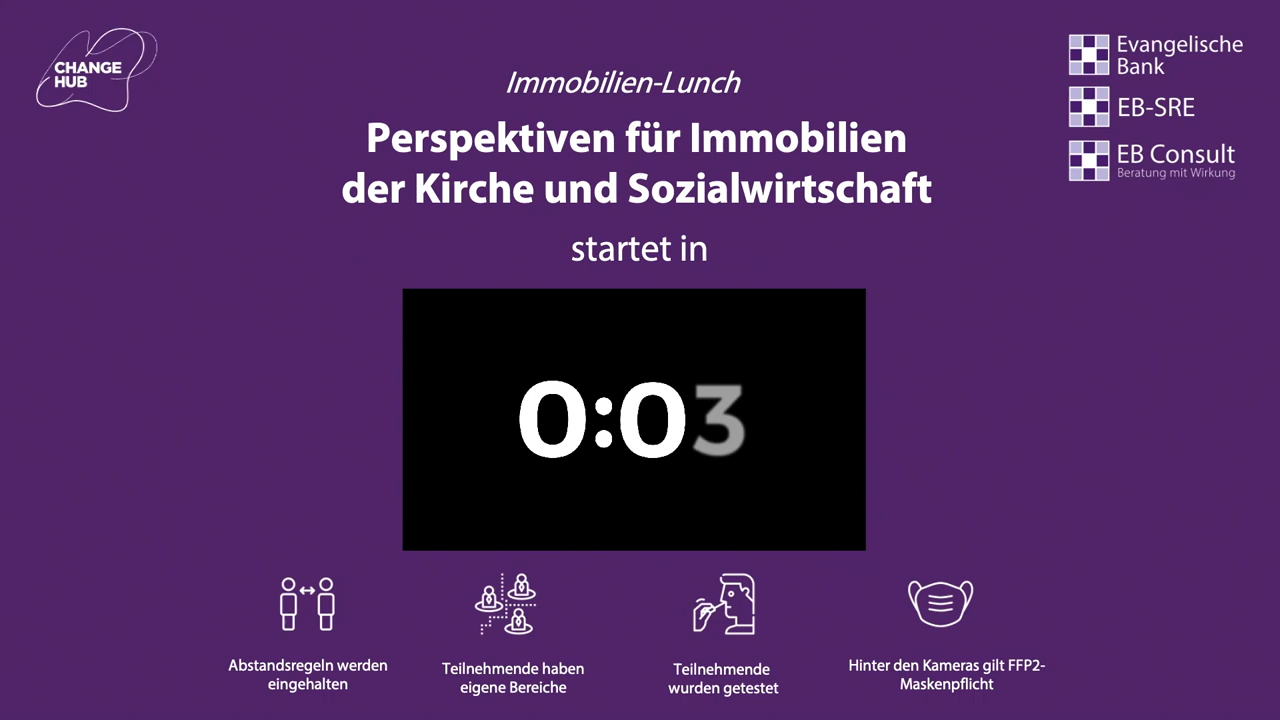 CHANGE
HUB
Evangelische
Bank
EB-SRE
EB Consult
Beratung mit Wirkung
Immobilien-Lunch
Perspektiven für Immobilien
der Kirche und Sozialwirtschaft
startet in
0:03
Abstandsregeln werden
eingehalten
Teilnehmende haben
eigene Bereiche
Teilnehmende
wurden getestet
Hinter den Kameras gilt FFP2-
Maskenpflicht